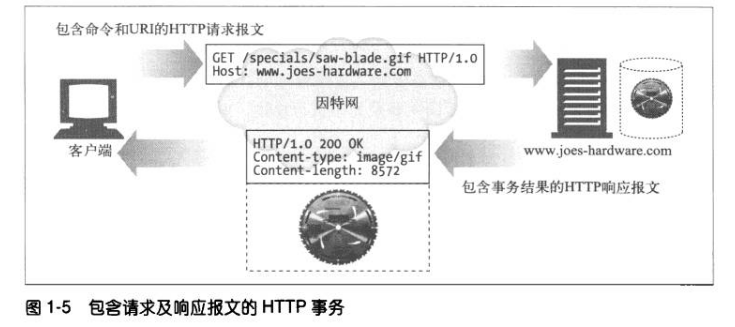 包含命令和URI的HTTP请求报文
GET /specials/saw-blade.gif HTTP/1.0
Host: www.joes-hardware.com
因特网
客户端
HTTP/1.0 200 OK
Content-type: image/gif
Content-length: 8572
www.joes-hardware.com
包含事务结果的HTTP响应报文
图 1-5 包含请求及响应报文的 HTTP 事务